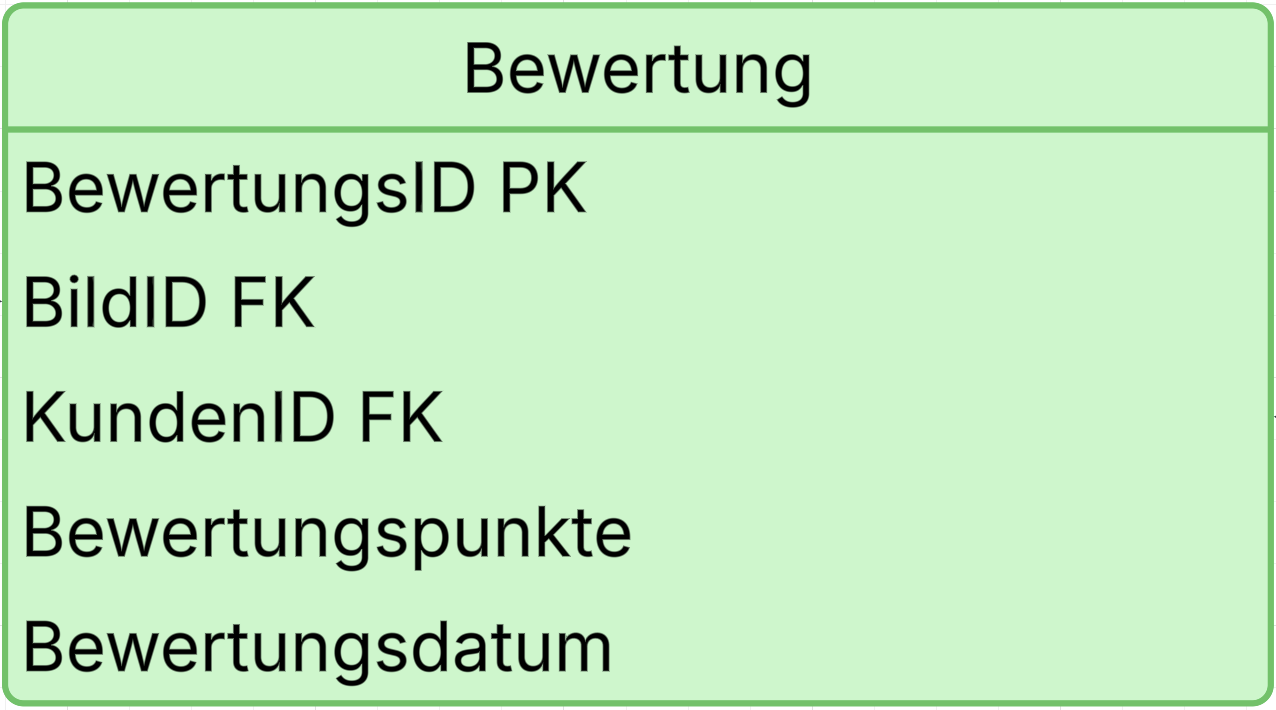 Bewertung
BewertungsID PK
BildID FK
KundenID FK
Bewertungspunkte
Bewertungsdatum